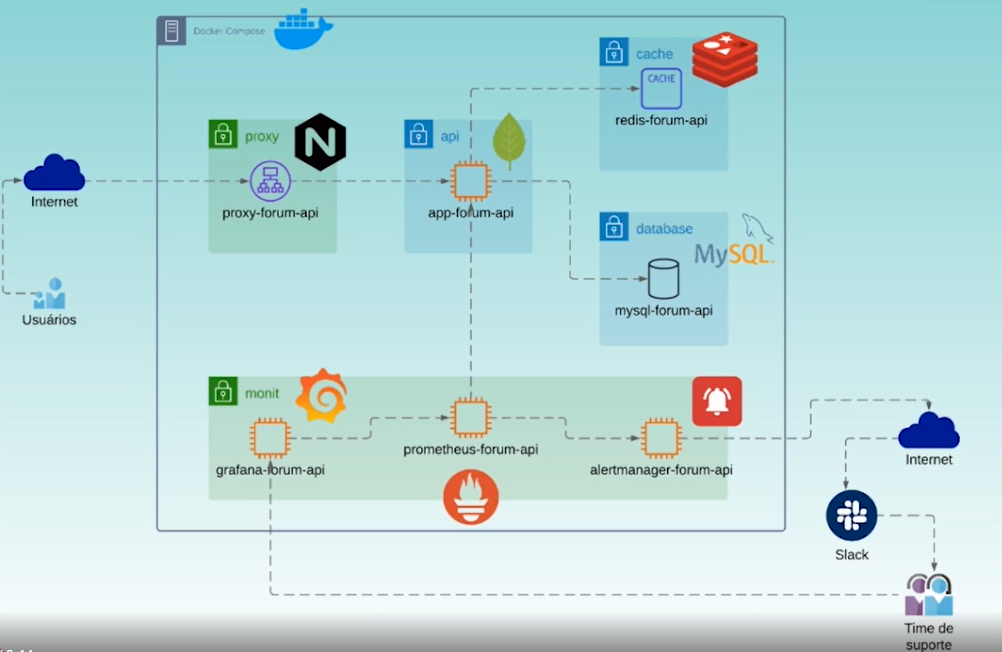 Docker Compose
cache
CACHE
redis-forum-api
proxy
N
api
Internet
proxy-forum-api
app-forum-api
database
MySQL
mysql-forum-api
Usuários
monit
prometheus-forum-api
grafana-forum-api
alertmanager-forum-api
Internet
Slack
Time de
suporte